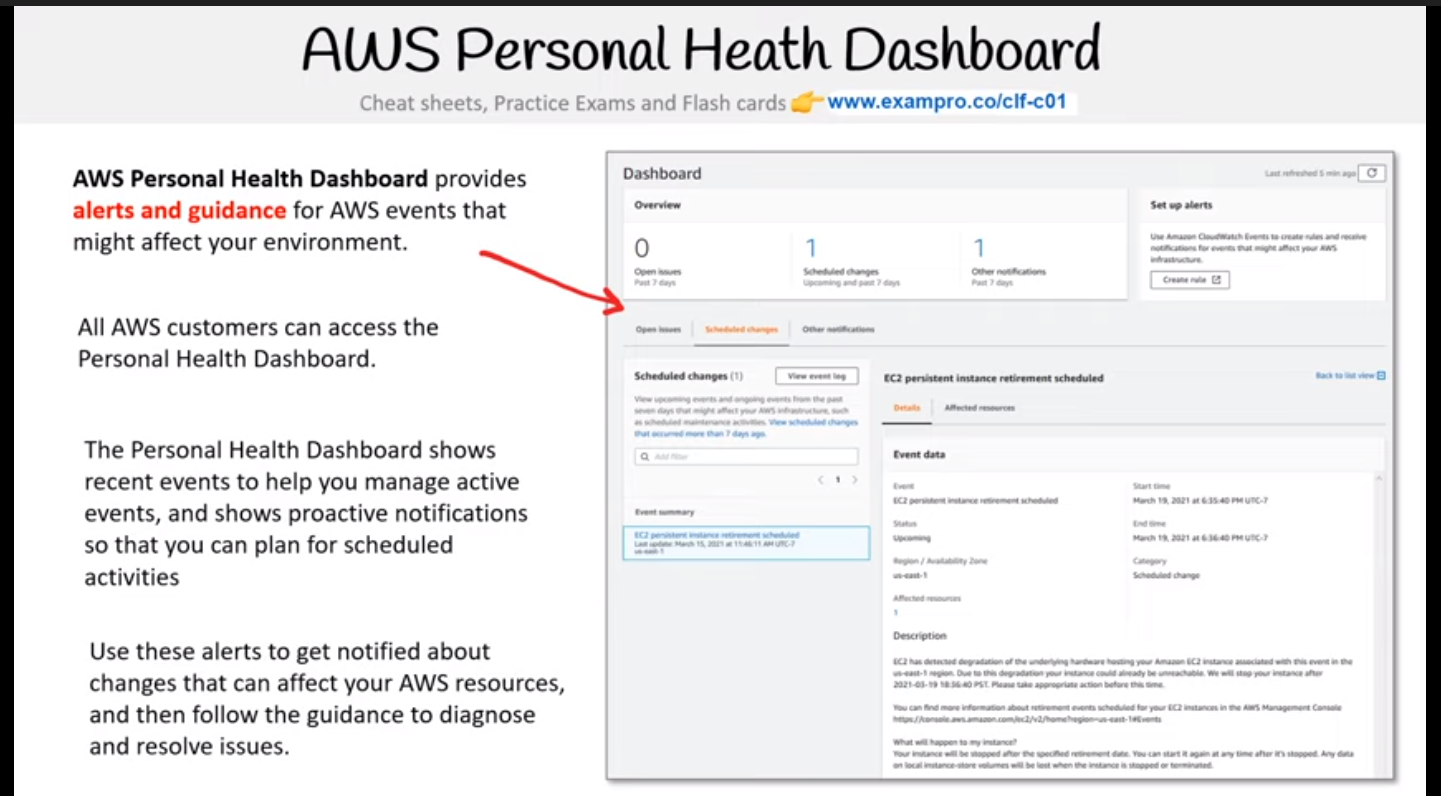 AWS Personal Heath Dashboard
Cheat sheets, Practice Exams and Flash cards 👉 www.exampro.co/clf-c01
AWS Personal Health Dashboard provides
alerts and guidance for AWS events that
might affect your environment.
All AWS customers can access the
Personal Health Dashboard.
The Personal Health Dashboard shows
recent events to help you manage active
events, and shows proactive notifications
so that you can plan for scheduled
activities
Use these alerts to get notified about
changes that can affect your AWS resources,
and then follow the guidance to diagnose
and resolve issues.
Dashboard
Last refreshed 5 min ago
Overview
0
Open issues
Past 7 days
1
Scheduled changes
Upcoming and past 7 days
1
Other notifications
Past 7 days
Set up alerts
Use Amazon CloudWatch Events to create rules and receive
notifications for events that might affect your AWS
infrastructure.
Create rule
Open issues
Scheduled changes
Other notifications
Scheduled changes (1)
View event log
View upcoming events and ongoing events from the past
seven days that might affect your AWS infrastructure, such
as scheduled maintenance activities. View scheduled changes
that occurred more than 7 days ago.
Add filter
< 1 >
Event summary
EC2 persistent instance retirement scheduled
Last update: March 15, 2021 at 11:46:11 AM UTC-7
us-east-1
EC2 persistent instance retirement scheduled
Back to list view
Details
Affected resources
Event data
Event
EC2 persistent instance retirement scheduled
Start time
March 19, 2021 at 6:35:40 PM UTC-7
Status
Upcoming
End time
March 19, 2021 at 6:36:40 PM UTC-7
Region / Availability Zone
us-east-1
Category
Scheduled change
Affected resources
1
Description
EC2 has detected degradation of the underlying hardware hosting your Amazon EC2 instance associated with this event in the
us-east-1 region. Due to this degradation your instance could already be unreachable. We will stop your instance after
2021-03-19 18:36:40 PST. Please take appropriate action before this time.
You can find more information about retirement events scheduled for your EC2 instances in the AWS Management Console
https://console.aws.amazon.com/ec2/v2/home?region=us-east-1#Events
What will happen to my instance?
Your instance will be stopped after the specified retirement date. You can start it again at any time after it's stopped. Any data
on local instance-store volumes will be lost when the instance is stopped or terminated.